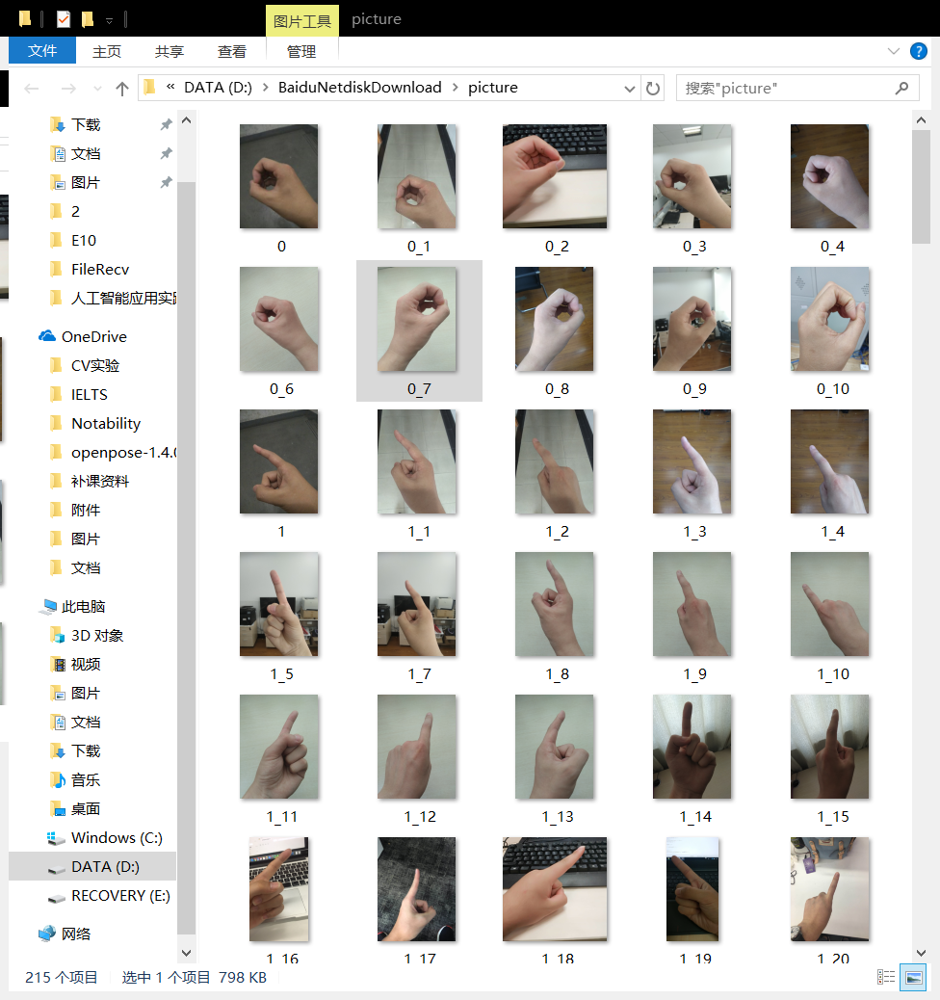 图片工具 picture
文件 主页 共享 查看 管理
« DATA (D:) › BaiduNetdiskDownload › picture 搜索"picture"
下载
文档
图片
2
E10
FileRecv
人工智能应用实
OneDrive
CV实验
IELTS
Notability
openpose-1.4.0
补课资料
附件
图片
文档
此电脑
3D 对象
视频
图片
文档
下载
音乐
桌面
Windows (C:)
DATA (D:)
RECOVERY (E:)
网络
0 0_1 0_2 0_3 0_4
0_6 0_7 0_8 0_9 0_10
1 1_1 1_2 1_3 1_4
1_5 1_7 1_8 1_9 1_10
1_11 1_12 1_13 1_14 1_15
1_16 1_17 1_18 1_19 1_20
215 个项目 选中 1 个项目 798 KB